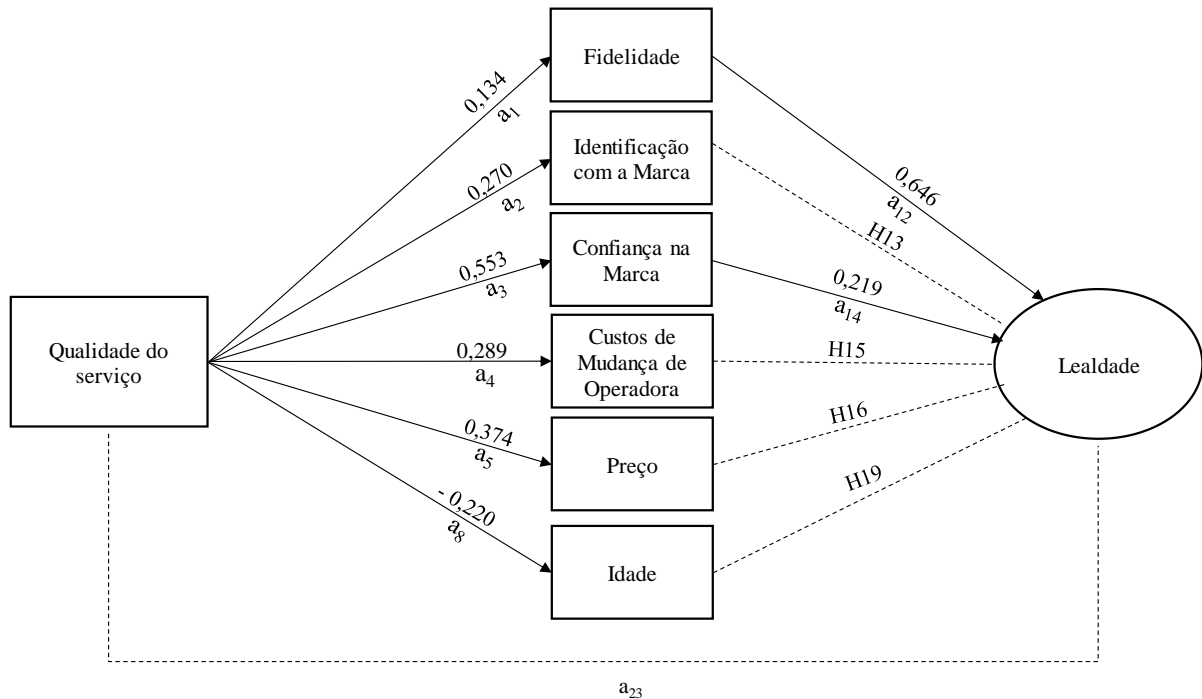 Fidelidade
0,134
a1
Identificação
com a Marca
0,270
a2
0,646
a12
H13
Confiança na
Marca
0,553
a3
0,219
a14
Qualidade do
serviço
0,289
a4
Custos de
Mudança de
Operadora
H15
Lealdade
0,374
a5
Preço
H16
- 0,220
a8
Idade
H19
a23